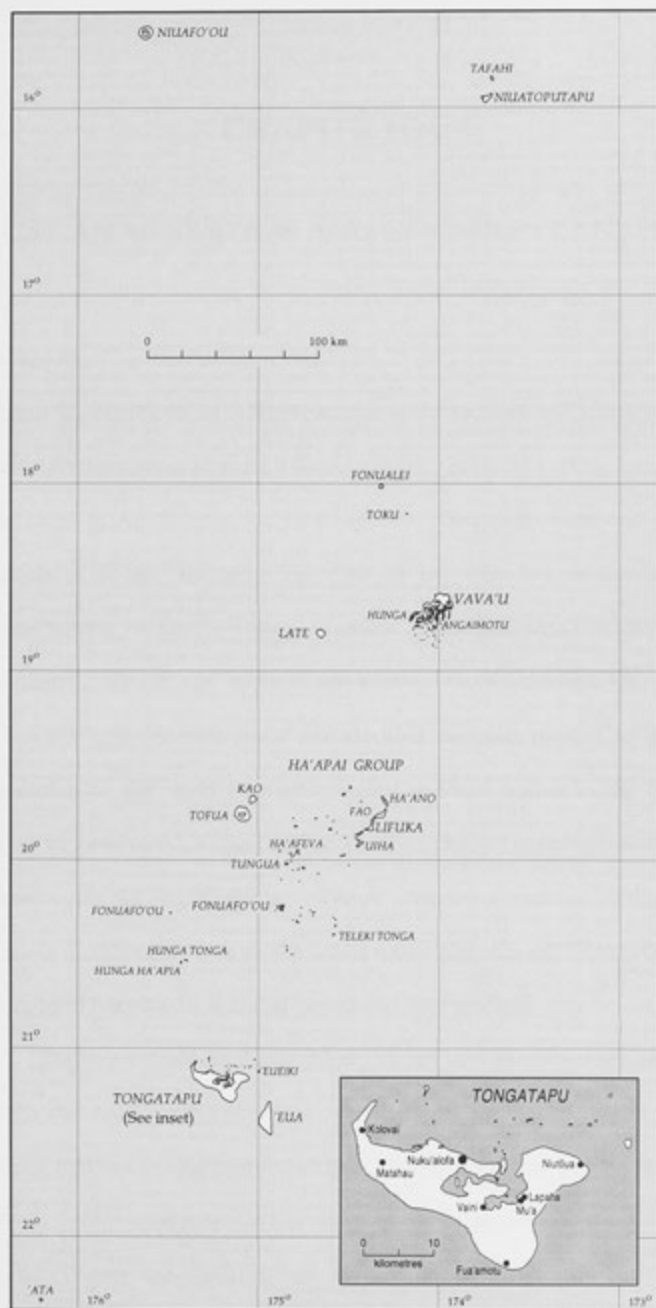 NIUAFO'OU
TAFAHI
NIUATOPUTAPU
16°
17°
0 100 km
18°
FONUALEI
TOKU
VAVA'U
HUNGA
ANGAIMOTU
LATE
19°
HA'APAI GROUP
KAO
HA'ANO
FAO
TOFUA
LIFUKA
HA'AFEVA
UIHA
20°
TUNGUA
FONUAFO'OU
FONUAFO'OU
TELEKI TONGA
HUNGA TONGA
HUNGA HA'APIA
21°
'EUEIKI
TONGATAPU
(See inset)
'EUA
TONGATAPU
Kolovai
Nuku'alofa
Matahau
Niutõua
Lapaha
Vaini
Mu'a
0 10
kilometres
Fua'amotu
22°
'ATA
176° 175° 174° 173°